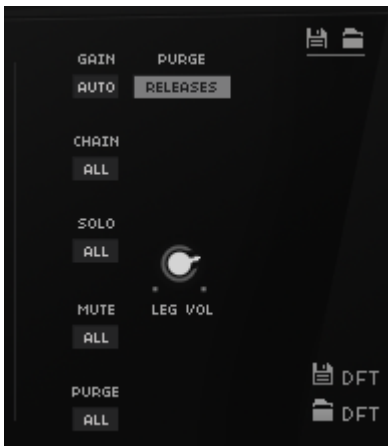 GAIN PURGE
AUTO RELEASES
CHAIN
ALL
SOLO
ALL
MUTE LEG VOL
ALL
PURGE
ALL
DFT
DFT